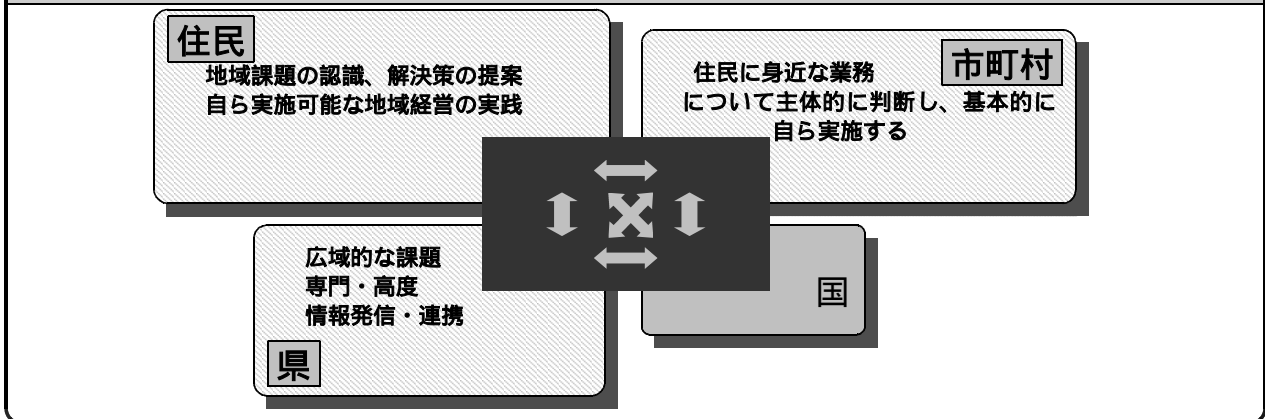 住民
地域課題の認識、解決策の提案
自ら実施可能な地域経営の実践
市町村
住民に身近な業務
について主体的に判断し、基本的に
自ら実施する
広域的な課題
専門・高度
情報発信・連携
県
国